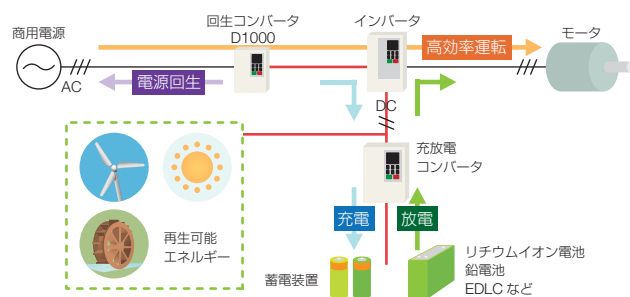 商用電源
回生コンバータ
D1000
インバータ
モータ
高効率運転
AC
電源回生
DC
充放電
コンバータ
充電
放電
再生可能
エネルギー
蓄電装置
リチウムイオン電池
鉛電池
EDLC など